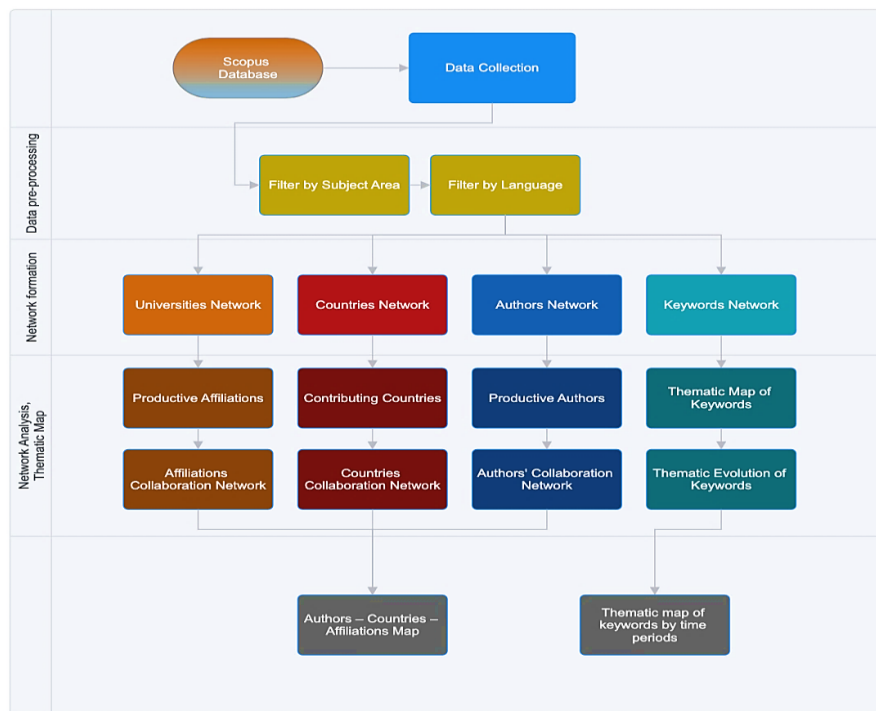 Scopus
Database
Data Collection
Data pre-processing
Filter by Subject Area
Filter by Language
Network formation
Universities Network
Countries Network
Authors Network
Keywords Network
Network Analysis,
Thematic Map
Productive Affiliations
Contributing Countries
Productive Authors
Thematic Map of
Keywords
Affiliations
Collaboration Network
Countries
Collaboration Network
Authors' Collaboration
Network
Thematic Evolution of
Keywords
Authors – Countries –
Affiliations Map
Thematic map of
keywords by time
periods